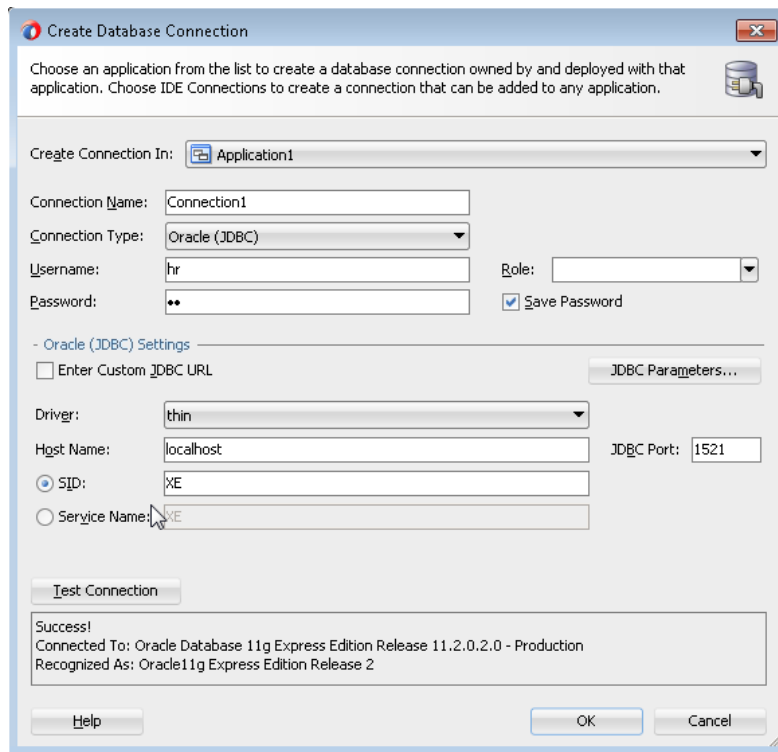 Create Database Connection
Choose an application from the list to create a database connection owned by and deployed with that
application. Choose IDE Connections to create a connection that can be added to any application.
Create Connection In: Application1
Connection Name: Connection1
Connection Type: Oracle (JDBC)
Username: hr Role:
Password: •• Save Password
- Oracle (JDBC) Settings
Enter Custom JDBC URL JDBC Parameters...
Driver: thin
Host Name: localhost JDBC Port: 1521
SID: XE
Service Name: XE
Test Connection
Success!
Connected To: Oracle Database 11g Express Edition Release 11.2.0.2.0 - Production
Recognized As: Oracle11g Express Edition Release 2
Help OK Cancel